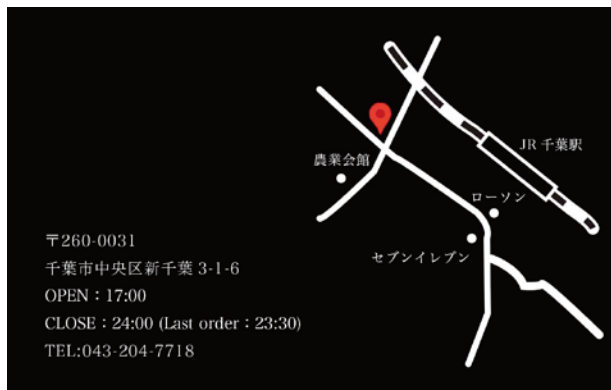 JR 千葉駅
農業会館
ローソン
セブンイレブン
〒260-0031
千葉市中央区新千葉 3-1-6
OPEN：17:00
CLOSE：24:00 (Last order：23:30)
TEL:043-204-7718